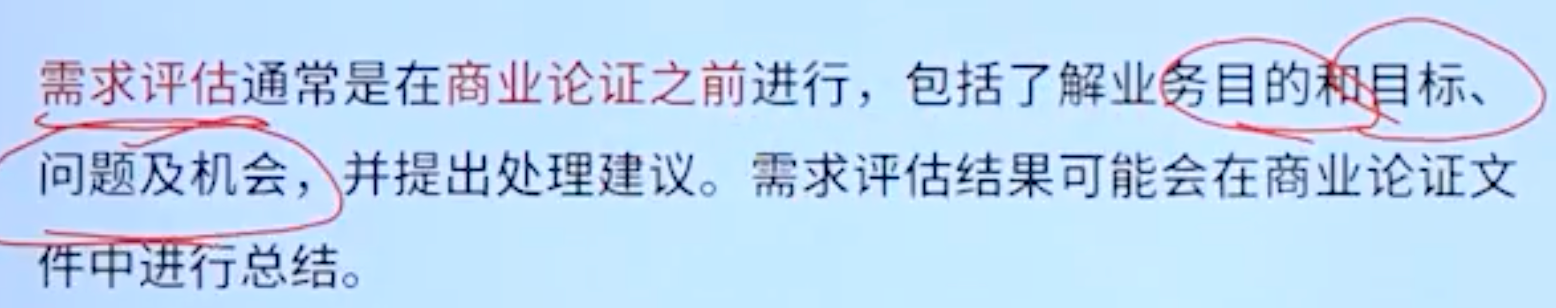 需求评估通常是在商业论证之前进行，包括了解业务目的和目标、
问题及机会，并提出处理建议。需求评估结果可能会在商业论证文
件中进行总结。